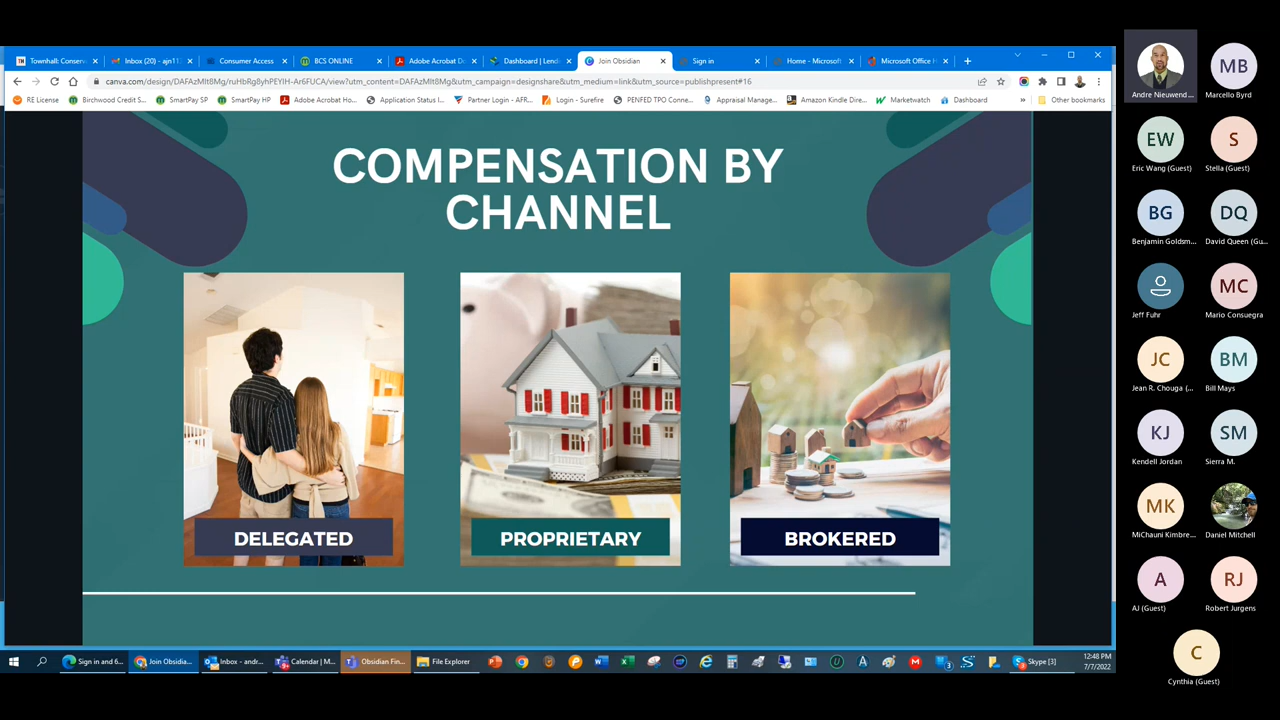 Townhall: Conserv
Inbox (20) - ajn11
Consumer Access
BCS ONLINE
Adobe Acrobat D
Dashboard | Lend
Join Obsidian
Sign in
Home - Microsoft
Microsoft Office H
canva.com/design/DAFAzMlt8Mg/ruHbRg8yhPEYIH-Ar6FUCA/view?utm_content=DAFAzMlt8Mg&utm_campaign=designshare&utm_medium=link&utm_source=publishpresent#16
RE License
Birchwood Credit S...
SmartPay SP
SmartPay HP
Adobe Acrobat Ho...
Application Status I...
Partner Login - AFR...
Login - Surefire
PENFED TPO Conne...
Appraisal Manage...
Amazon Kindle Dire...
Marketwatch
Dashboard
»
Other bookmarks
COMPENSATION BY
CHANNEL
DELEGATED
PROPRIETARY
BROKERED
Sign in and 6...
Join Obsidia...
Inbox - andr...
Calendar | M...
Obsidian Fin...
File Explorer
Skype [3]
12:48 PM
7/7/2022
Andre Nieuwend...
MB
Marcello Byrd
EW
Eric Wang (Guest)
S
Stella (Guest)
BG
Benjamin Goldsm...
DQ
David Queen (Gu...
Jeff Fuhr
MC
Mario Consuegra
JC
Jean R. Chouga (...
BM
Bill Mays
KJ
Kendell Jordan
SM
Sierra M.
MK
MiChauni Kimbre...
Daniel Mitchell
A
AJ (Guest)
RJ
Robert Jurgens
C
Cynthia (Guest)